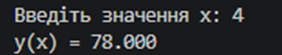 Введіть значення x: 4
y(x) = 78.000